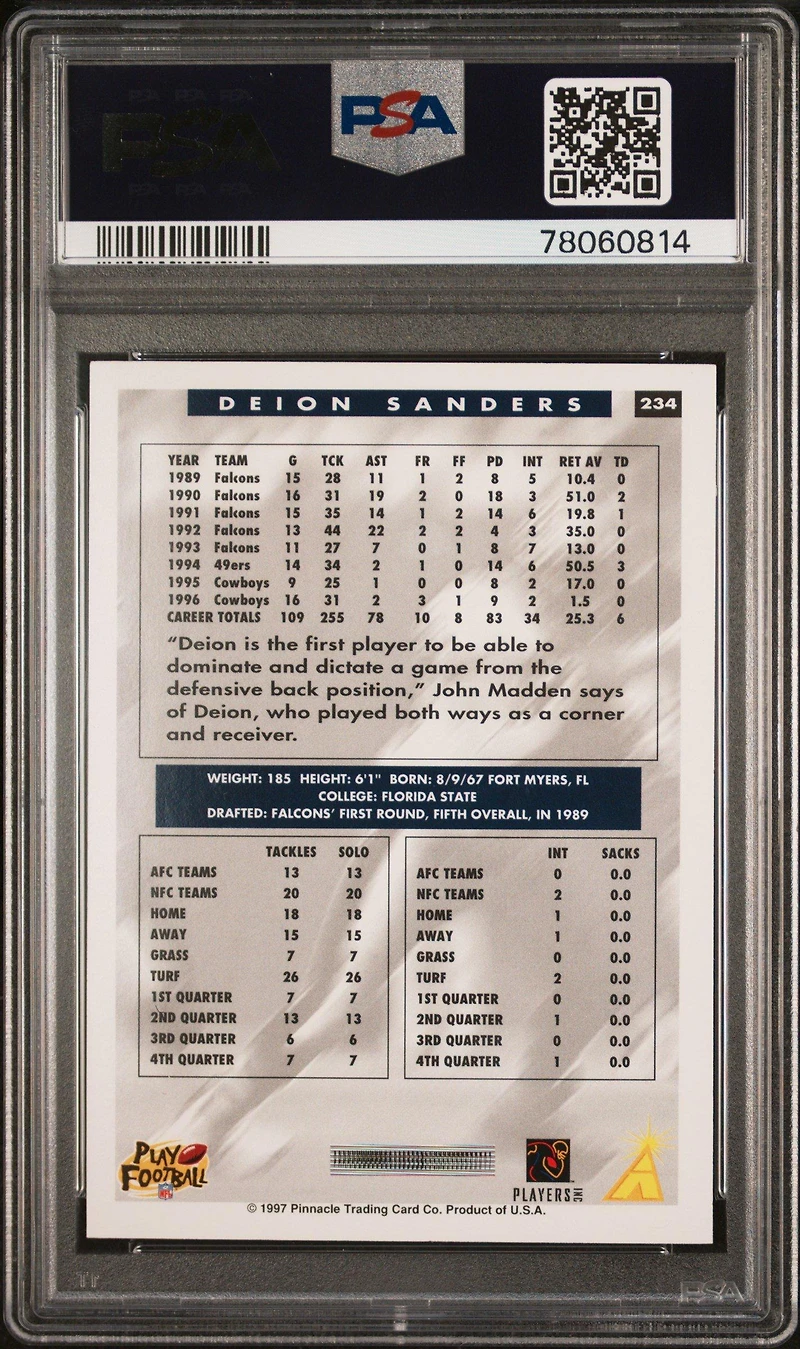 PSA
78060814
DEION SANDERS 234
YEAR TEAM G TCK AST FR FF PD INT RET AV TD
1989 Falcons 15 28 11 1 2 8 5 10.4 0
1990 Falcons 16 31 19 2 0 18 3 51.0 2
1991 Falcons 15 35 14 1 2 14 6 19.8 1
1992 Falcons 13 44 22 2 2 4 3 35.0 0
1993 Falcons 11 27 7 0 1 8 7 13.0 0
1994 49ers 14 34 2 1 0 14 6 50.5 3
1995 Cowboys 9 25 1 0 0 8 2 17.0 0
1996 Cowboys 16 31 2 3 1 9 2 1.5 0
CAREER TOTALS 109 255 78 10 8 83 34 25.3 6
“Deion is the first player to be able to
dominate and dictate a game from the
defensive back position,” John Madden says
of Deion, who played both ways as a corner
and receiver.
WEIGHT: 185 HEIGHT: 6'1" BORN: 8/9/67 FORT MYERS, FL
COLLEGE: FLORIDA STATE
DRAFTED: FALCONS' FIRST ROUND, FIFTH OVERALL, IN 1989
TACKLES SOLO
AFC TEAMS 13 13
NFC TEAMS 20 20
HOME 18 18
AWAY 15 15
GRASS 7 7
TURF 26 26
1ST QUARTER 7 7
2ND QUARTER 13 13
3RD QUARTER 6 6
4TH QUARTER 7 7
INT SACKS
AFC TEAMS 0 0.0
NFC TEAMS 2 0.0
HOME 1 0.0
AWAY 1 0.0
GRASS 0 0.0
TURF 2 0.0
1ST QUARTER 0 0.0
2ND QUARTER 1 0.0
3RD QUARTER 0 0.0
4TH QUARTER 1 0.0
PLAY
FOOTBALL
NFL
PLAYERS INC
© 1997 Pinnacle Trading Card Co. Product of U.S.A.
PSA